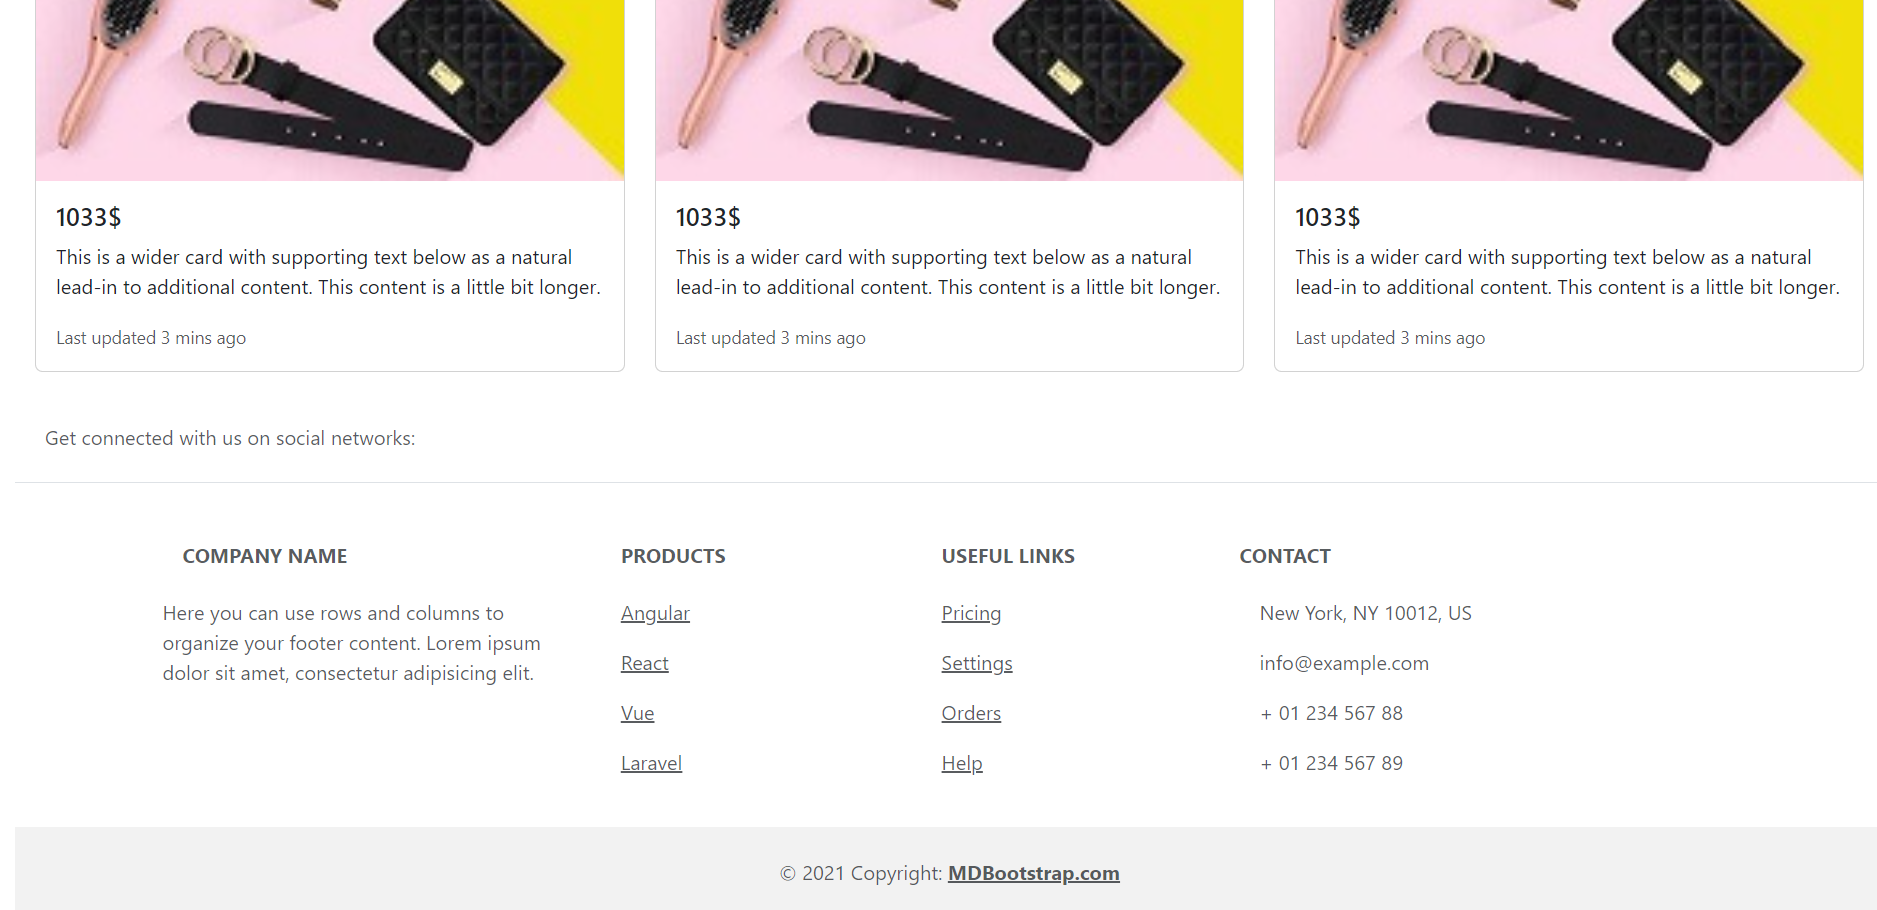 1033$
This is a wider card with supporting text below as a natural
lead-in to additional content. This content is a little bit longer.
Last updated 3 mins ago
1033$
This is a wider card with supporting text below as a natural
lead-in to additional content. This content is a little bit longer.
Last updated 3 mins ago
1033$
This is a wider card with supporting text below as a natural
lead-in to additional content. This content is a little bit longer.
Last updated 3 mins ago
Get connected with us on social networks:
COMPANY NAME
Here you can use rows and columns to
organize your footer content. Lorem ipsum
dolor sit amet, consectetur adipisicing elit.
PRODUCTS
Angular
React
Vue
Laravel
USEFUL LINKS
Pricing
Settings
Orders
Help
CONTACT
New York, NY 10012, US
info@example.com
+ 01 234 567 88
+ 01 234 567 89
© 2021 Copyright: MDBootstrap.com